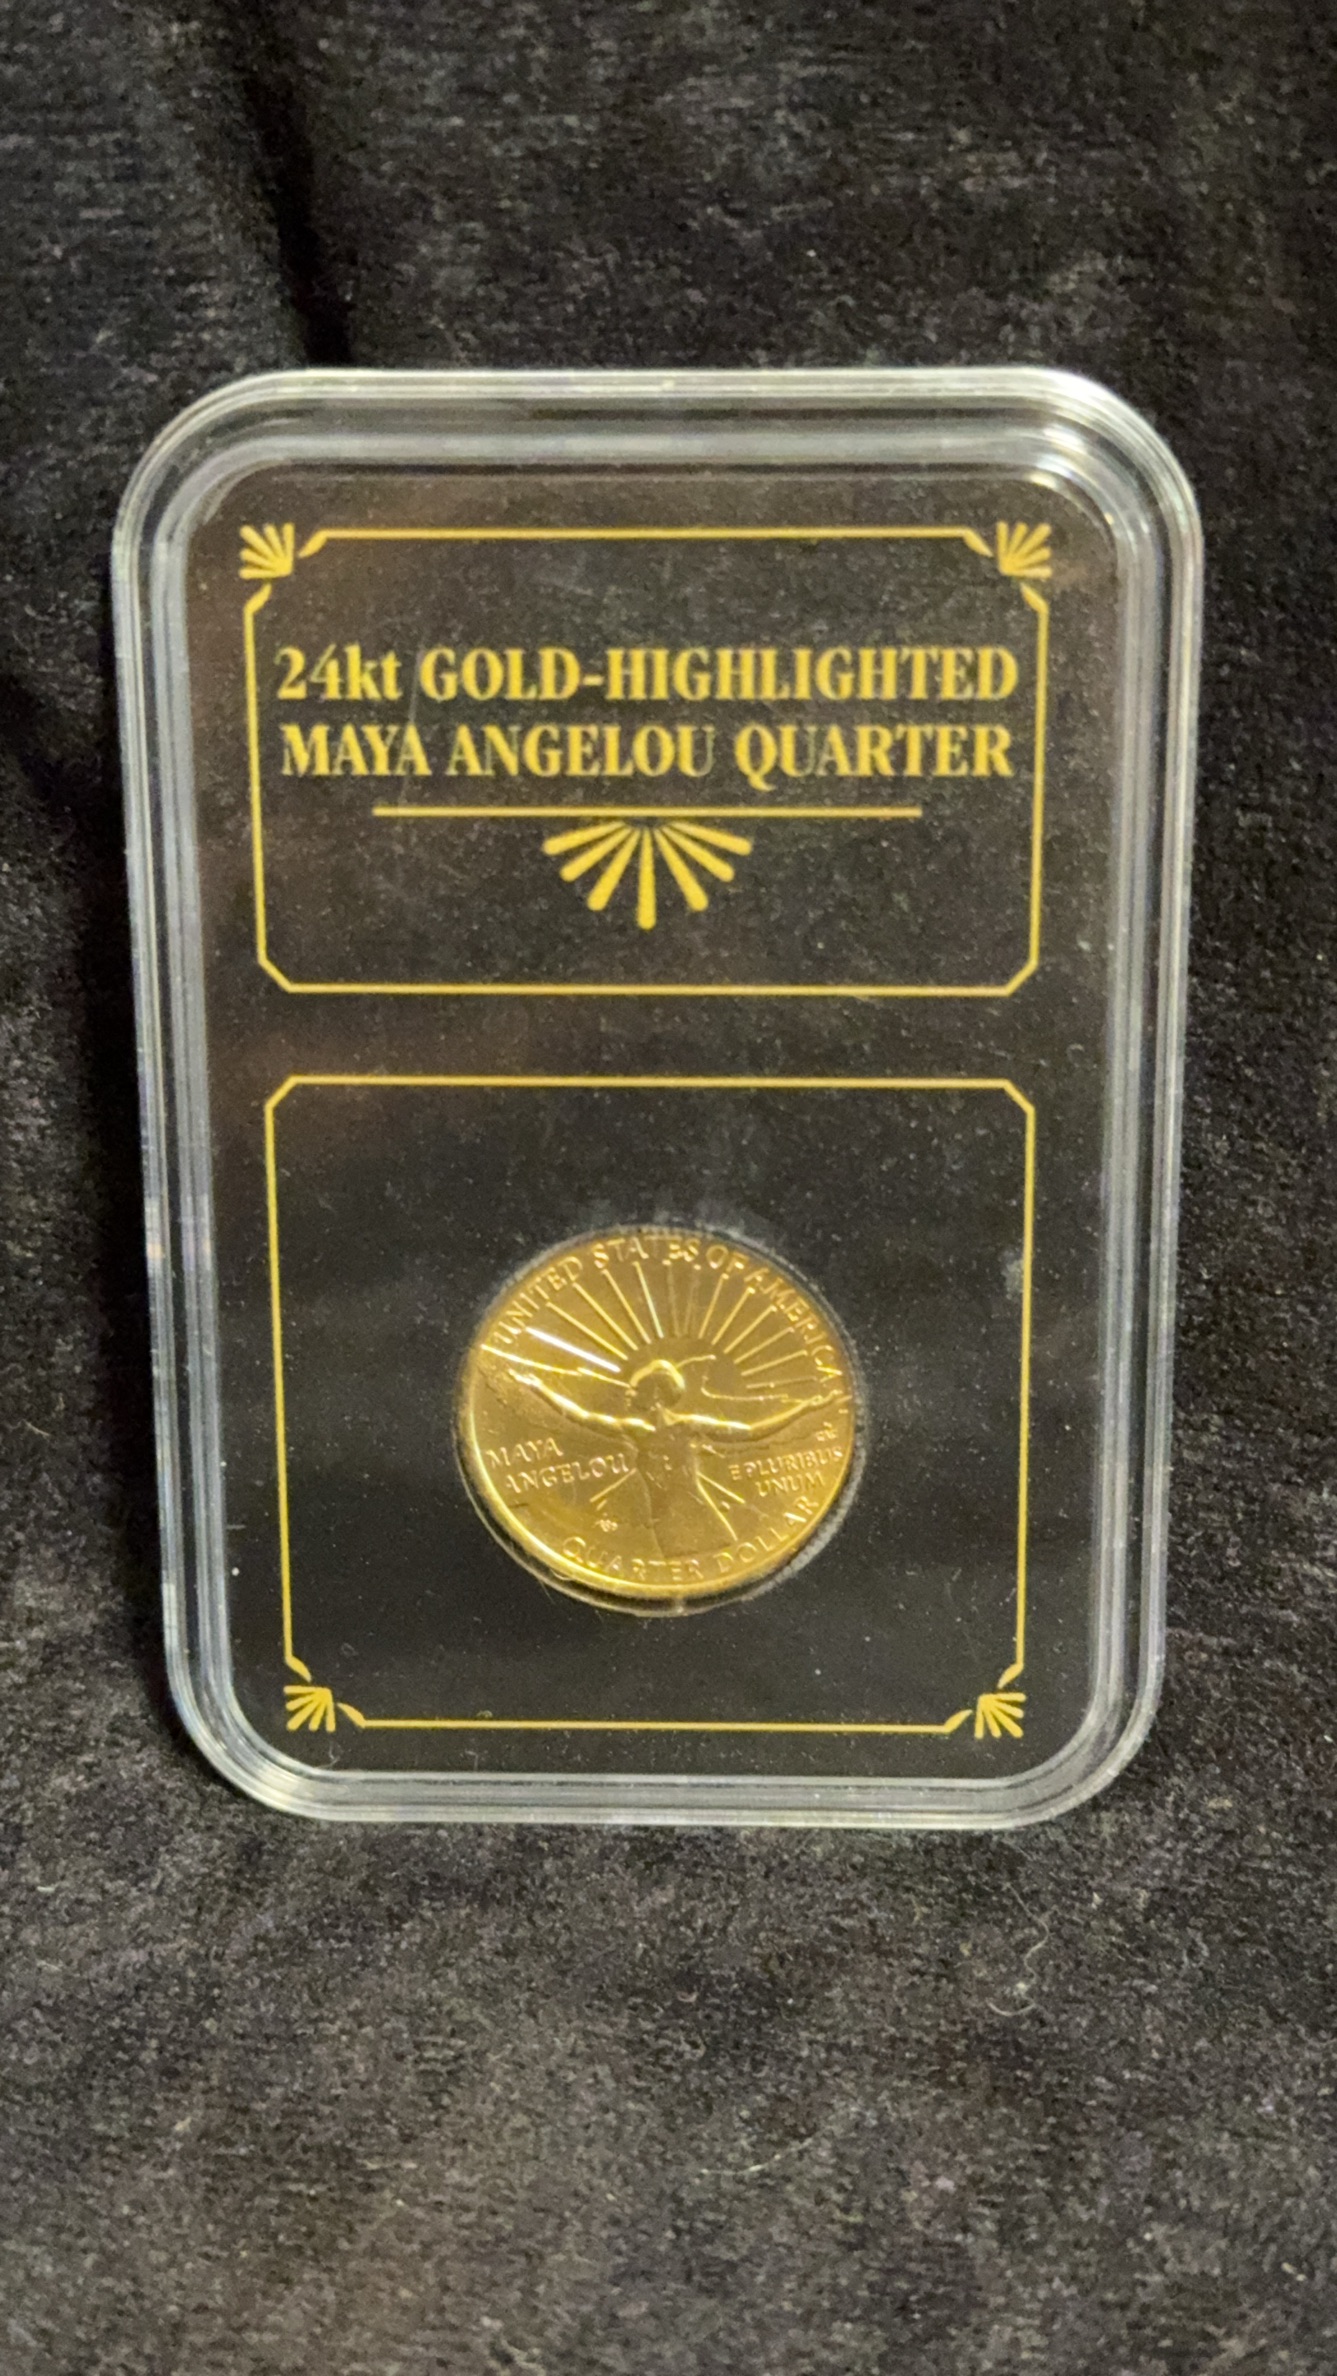 24kt GOLD-HIGHLIGHTED
MAYA ANGELOU QUARTER
UNITED STATES OF AMERICA
MAYA
ANGELOU
E PLURIBUS
UNUM
QUARTER DOLLAR